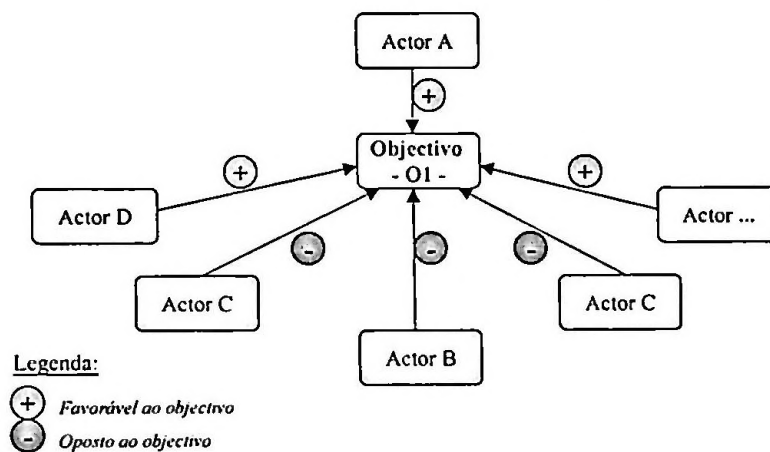 Actor A
+
Objectivo
- O1 -
+
+
Actor D
Actor ...
-
-
-
Actor C
Actor C
Actor B
Legenda:
+ Favorável ao objectivo
- Oposto ao objectivo